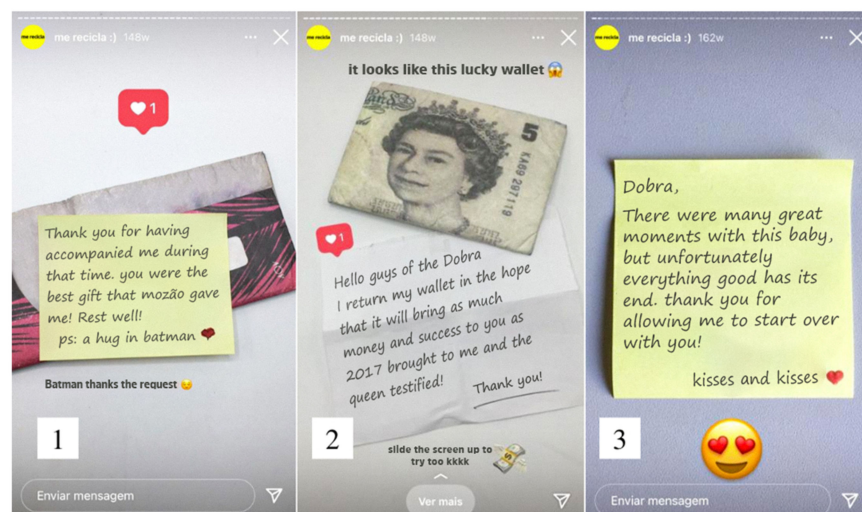 me recicla :) 148w
Thank you for having
accompanied me during
that time. you were the
best gift that mozão gave
me! Rest well!
ps: a hug in batman
Batman thanks the request
1
Enviar mensagem
me recicla :) 148w
it looks like this lucky wallet
5
KA69 297119
Hello guys of the Dobra
I return my wallet in the hope
that it will bring as much
money and success to you as
2017 brought to me and the
queen testified!
Thank you!
2
slide the screen up to
try too kkkk
Ver mais
me recicla :) 162w
Dobra,
There were many great
moments with this baby,
but unfortunately
everything good has its
end. thank you for
allowing me to start over
with you!
kisses and kisses
3
Enviar mensagem